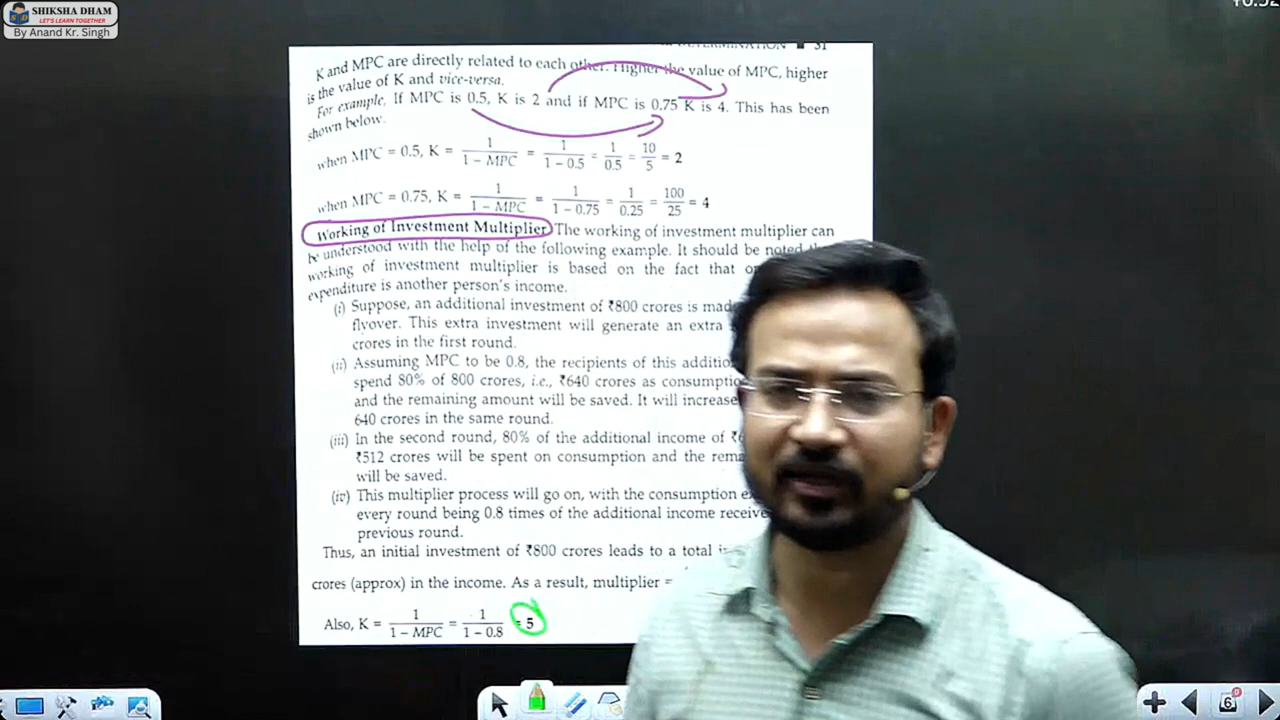 SHIKSHA DHAM
LET'S LEARN TOGETHER
By Anand Kr. Singh
DETERMINATION ■ 31
K and MPC are directly related to each other. Higher the value of MPC, higher
is the value of K and vice-versa.
For example, If MPC is 0.5, K is 2 and if MPC is 0.75 K is 4. This has been
shown below.
when MPC = 0.5, K = 1 / 1 − MPC = 1 / 1 − 0.5 = 1 / 0.5 = 10 / 5 = 2
when MPC = 0.75, K = 1 / 1 − MPC = 1 / 1 − 0.75 = 1 / 0.25 = 100 / 25 = 4
Working of Investment Multiplier The working of investment multiplier can
be understood with the help of the following example. It should be noted
working of investment multiplier is based on the fact that
expenditure is another person's income.
(i) Suppose, an additional investment of ₹800 crores is made
flyover. This extra investment will generate an extra
crores in the first round.
(ii) Assuming MPC to be 0.8, the recipients of this
spend 80% of 800 crores, i.e., ₹640 crores as
and the remaining amount will be saved. It will increase
640 crores in the same round.
(iii) In the second round, 80% of the additional income of
₹512 crores will be spent on consumption and the
will be saved.
(iv) This multiplier process will go on, with the consumption
every round being 0.8 times of the additional income
previous round.
Thus, an initial investment of ₹800 crores leads to a total
crores (approx) in the income. As a result, multiplier =
Also, K = 1 / 1 − MPC = 1 / 1 − 0.8 = 5
6